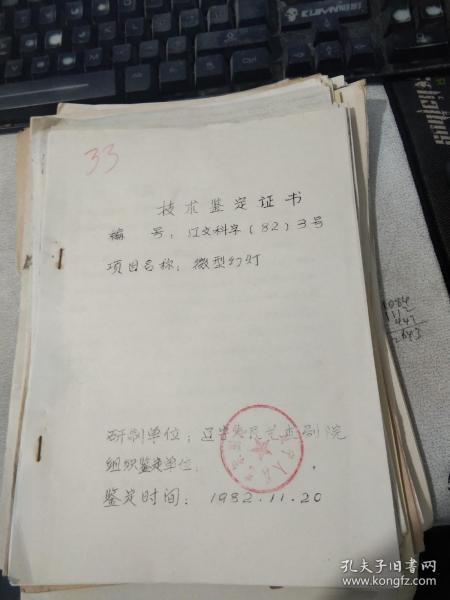 33
技术鉴定证书
编 号：辽文科字（82）3号
项目名称：微型幻灯
研制单位：辽宁人民艺术剧院
组织鉴定单位：
鉴定时间：1982.11.20
孔夫子旧书网
www.kongfz.com